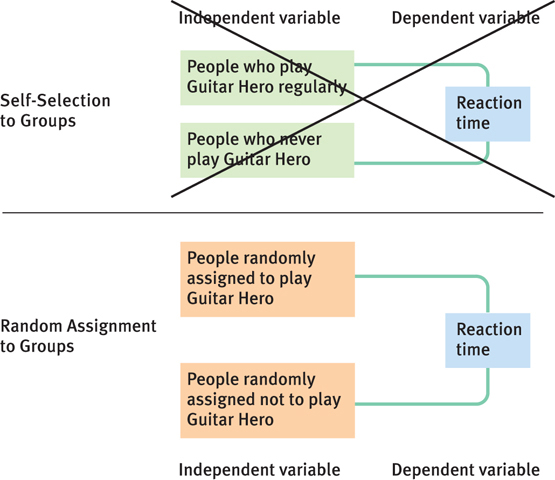 Independent variable
Dependent variable
People who play
Guitar Hero regularly
Self-Selection
to Groups
Reaction
time
People who never
play Guitar Hero
People randomly
assigned to play
Guitar Hero
Random Assignment
to Groups
Reaction
time
People randomly
assigned not to play
Guitar Hero
Independent variable
Dependent variable